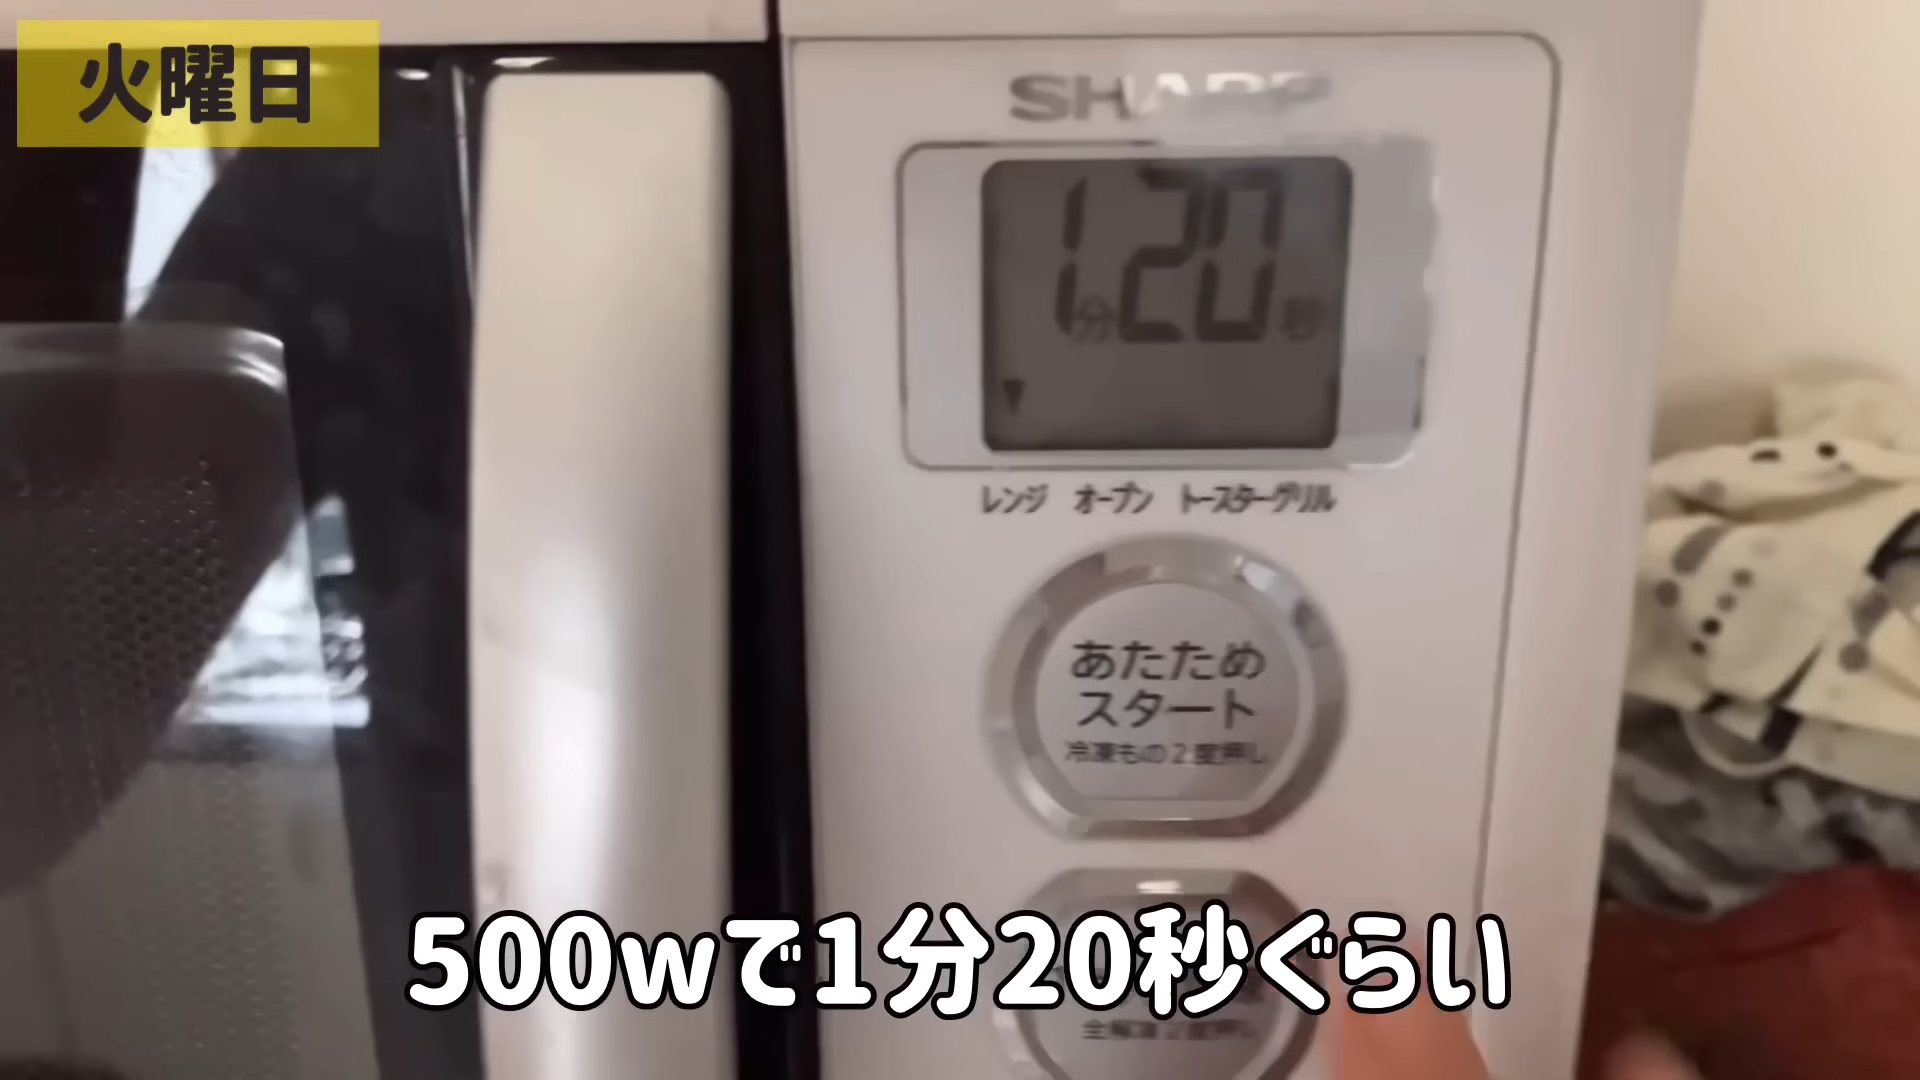 火曜日
SHARP
1分20秒
レンジ オーブン トースターグリル
あたため
スタート
冷凍もの2度押し
500wで1分20秒ぐらい